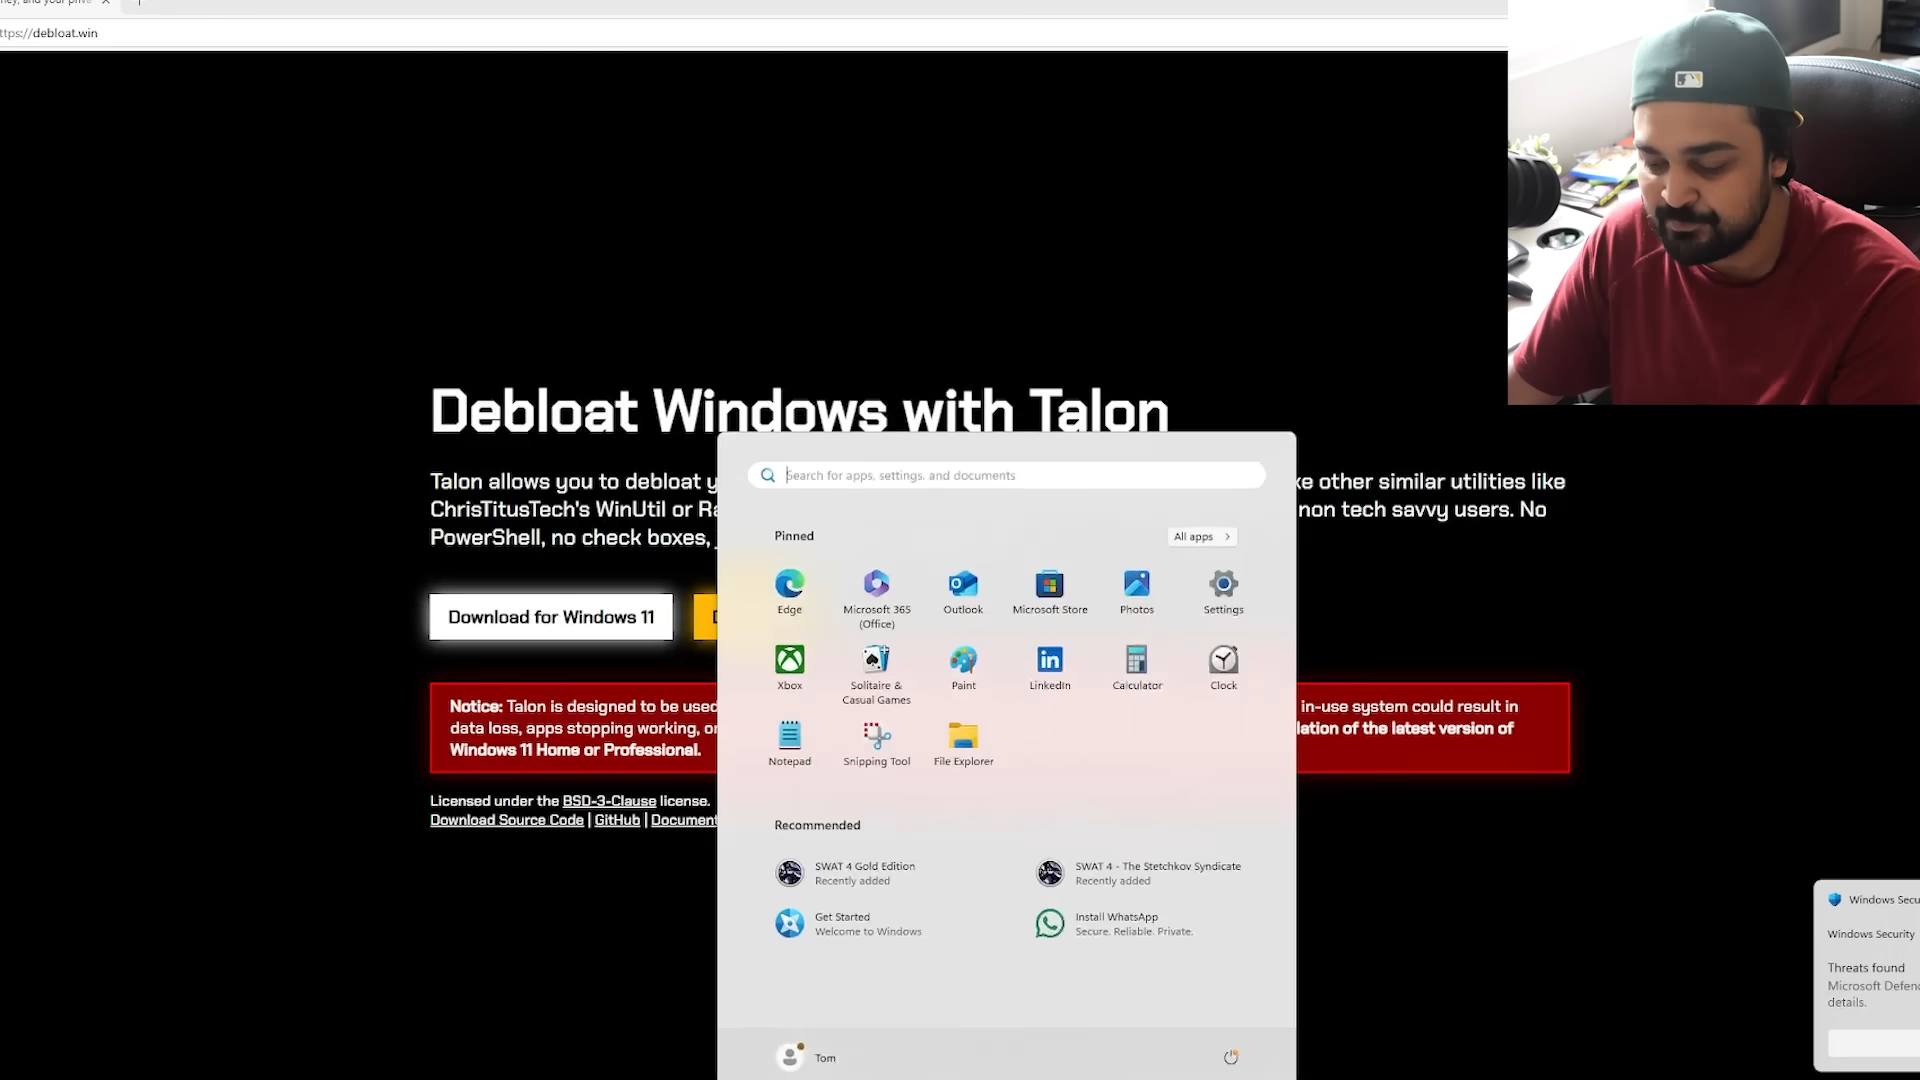 ney, and your priv
ttps://debloat.win
Debloat Windows with Talon
Talon allows you to debloat y
ke other similar utilities like
ChrisTitusTech's WinUtil or Ra
non tech savvy users. No
PowerShell, no check boxes,
Download for Windows 11
Notice: Talon is designed to be used
in-use system could result in
data loss, apps stopping working, or
lation of the latest version of
Windows 11 Home or Professional.
Licensed under the BSD-3-Clause license.
Download Source Code | GitHub | Document
Search for apps, settings, and documents
Pinned
All apps >
Edge
Microsoft 365
(Office)
Outlook
Microsoft Store
Photos
Settings
Xbox
Solitaire &
Casual Games
Paint
LinkedIn
Calculator
Clock
Notepad
Snipping Tool
File Explorer
Recommended
SWAT 4 Gold Edition
Recently added
SWAT 4 - The Stetchkov Syndicate
Recently added
Get Started
Welcome to Windows
Install WhatsApp
Secure. Reliable. Private.
Tom
Windows Secu
Windows Security
Threats found
Microsoft Defend
details.